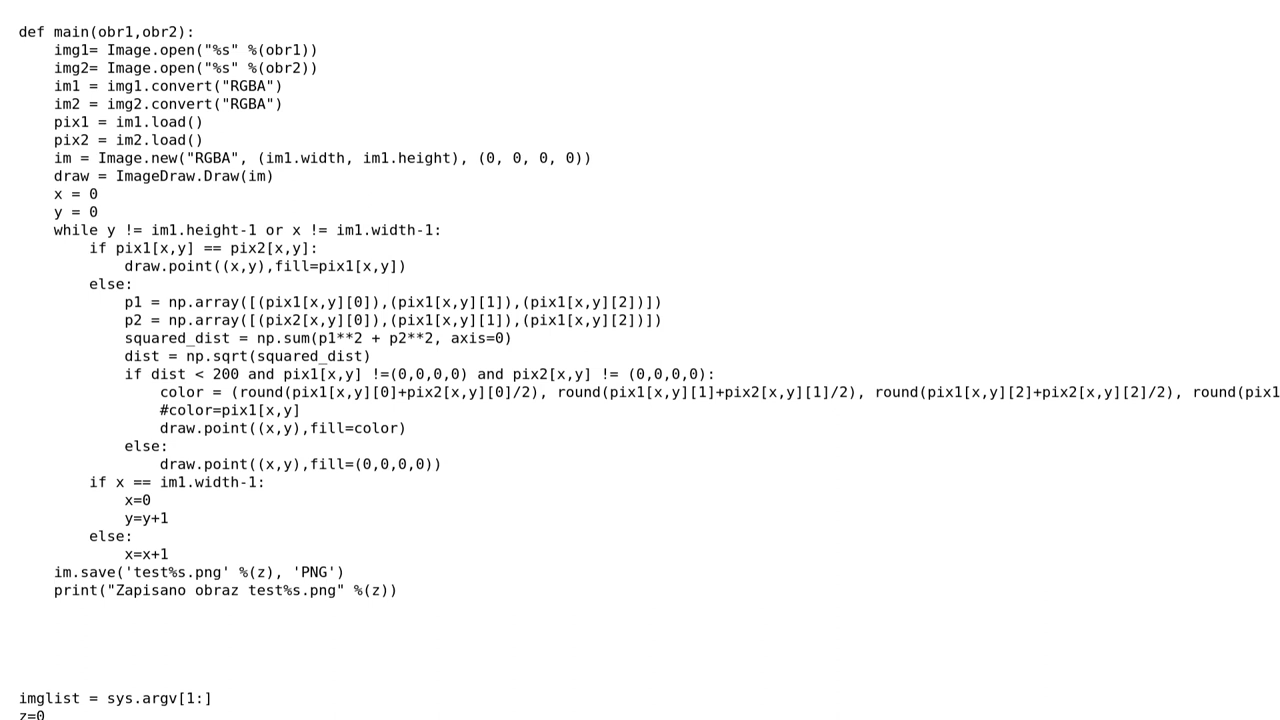 def main(obr1,obr2):
    img1= Image.open("%s" %(obr1))
    img2= Image.open("%s" %(obr2))
    im1 = img1.convert("RGBA")
    im2 = img2.convert("RGBA")
    pix1 = im1.load()
    pix2 = im2.load()
    im = Image.new("RGBA", (im1.width, im1.height), (0, 0, 0, 0))
    draw = ImageDraw.Draw(im)
    x = 0
    y = 0
    while y != im1.height-1 or x != im1.width-1:
        if pix1[x,y] == pix2[x,y]:
            draw.point((x,y),fill=pix1[x,y])
        else:
            p1 = np.array([(pix1[x,y][0]),(pix1[x,y][1]),(pix1[x,y][2])])
            p2 = np.array([(pix2[x,y][0]),(pix1[x,y][1]),(pix1[x,y][2])])
            squared_dist = np.sum(p1**2 + p2**2, axis=0)
            dist = np.sqrt(squared_dist)
            if dist < 200 and pix1[x,y] !=(0,0,0,0) and pix2[x,y] != (0,0,0,0):
                color = (round(pix1[x,y][0]+pix2[x,y][0]/2), round(pix1[x,y][1]+pix2[x,y][1]/2), round(pix1[x,y][2]+pix2[x,y][2]/2), round(pix1
                #color=pix1[x,y]
                draw.point((x,y),fill=color)
            else:
                draw.point((x,y),fill=(0,0,0,0))
        if x == im1.width-1:
            x=0
            y=y+1
        else:
            x=x+1
    im.save('test%s.png' %(z), 'PNG')
    print("Zapisano obraz test%s.png" %(z))
imglist = sys.argv[1:]
z=0